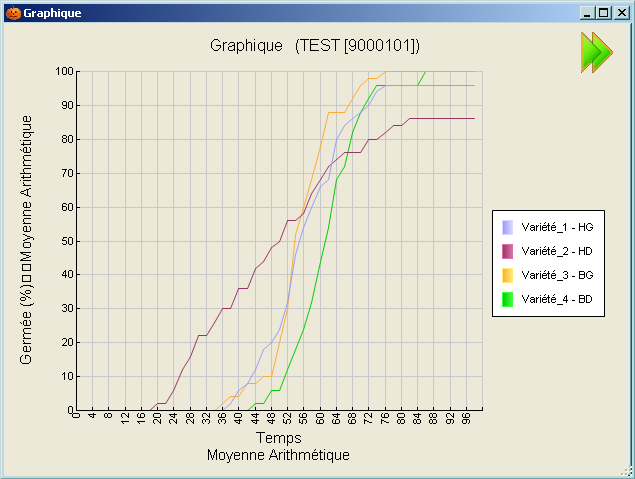 Graphique
Graphique (TEST [9000101])
Germée (%)□□Moyenne Arithmétique
100
90
80
70
60
50
40
30
20
10
0
0 4 8 12 16 20 24 28 32 36 40 44 48 52 56 60 64 68 72 76 80 84 88 92 96
Temps
Moyenne Arithmétique
Variété_1 - HG
Variété_2 - HD
Variété_3 - BG
Variété_4 - BD